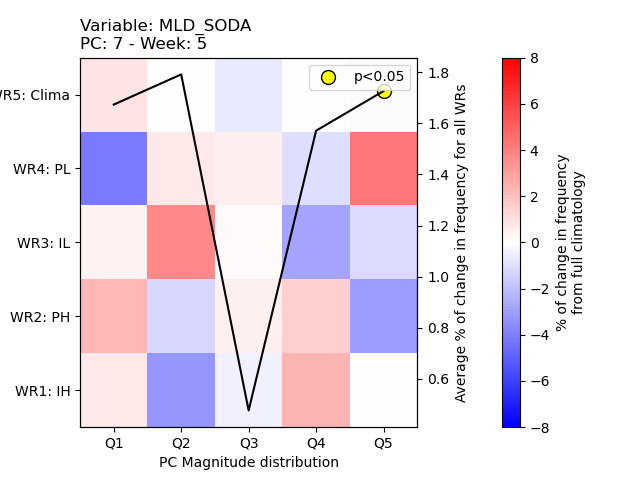 Variable: MLD_SODA
PC: 7 - Week: 5
p<0.05
WR5: Clima
WR4: PL
WR3: IL
WR2: PH
WR1: IH
Q1 Q2 Q3 Q4 Q5
PC Magnitude distribution
1.8
1.6
1.4
1.2
1.0
0.8
0.6
Average % of change in frequency for all WRs
8
6
4
2
0
−2
−4
−6
−8
% of change in frequency
from full climatology